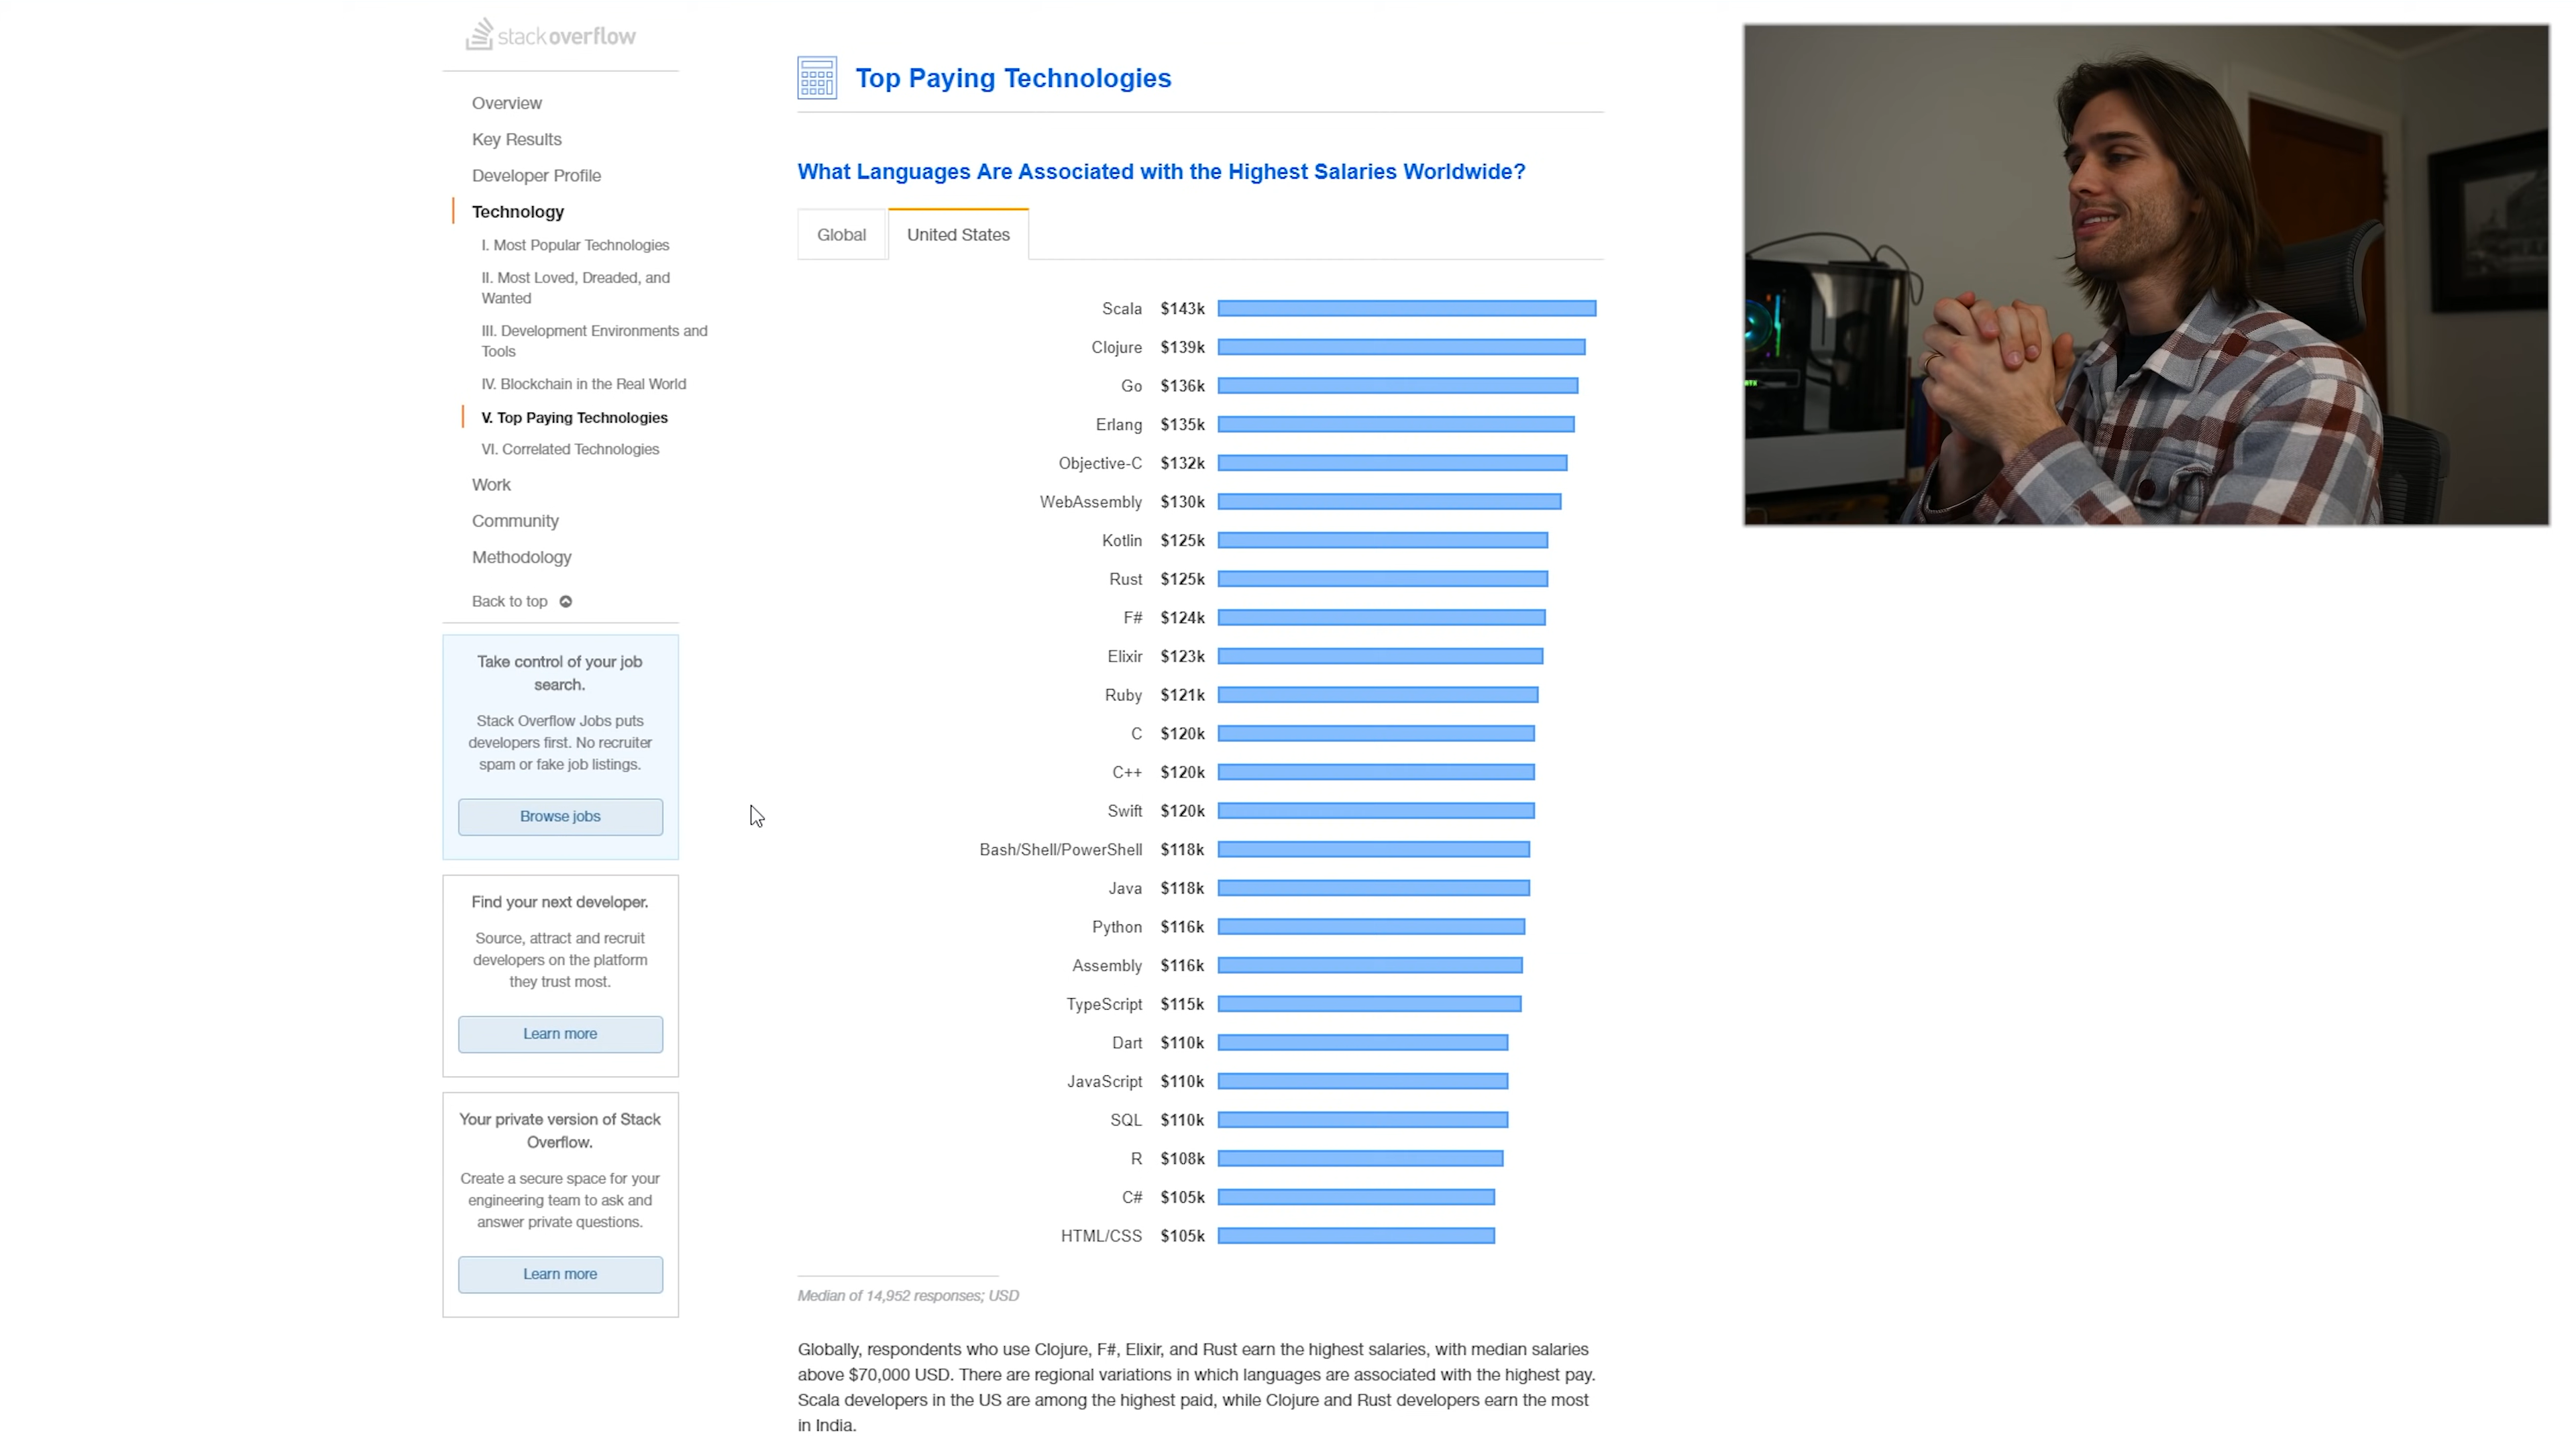 stackoverflow
Overview
Key Results
Developer Profile
Technology
I. Most Popular Technologies
II. Most Loved, Dreaded, and
Wanted
III. Development Environments and
Tools
IV. Blockchain in the Real World
V. Top Paying Technologies
VI. Correlated Technologies
Work
Community
Methodology
Back to top
Take control of your job
search.
Stack Overflow Jobs puts
developers first. No recruiter
spam or fake job listings.
Browse jobs
Find your next developer.
Source, attract and recruit
developers on the platform
they trust most.
Learn more
Your private version of Stack
Overflow.
Create a secure space for your
engineering team to ask and
answer private questions.
Learn more
Top Paying Technologies
What Languages Are Associated with the Highest Salaries Worldwide?
Global United States
Scala $143k
Clojure $139k
Go $136k
Erlang $135k
Objective-C $132k
WebAssembly $130k
Kotlin $125k
Rust $125k
F# $124k
Elixir $123k
Ruby $121k
C $120k
C++ $120k
Swift $120k
Bash/Shell/PowerShell $118k
Java $118k
Python $116k
Assembly $116k
TypeScript $115k
Dart $110k
JavaScript $110k
SQL $110k
R $108k
C# $105k
HTML/CSS $105k
Median of 14,952 responses; USD
Globally, respondents who use Clojure, F#, Elixir, and Rust earn the highest salaries, with median salaries
above $70,000 USD. There are regional variations in which languages are associated with the highest pay.
Scala developers in the US are among the highest paid, while Clojure and Rust developers earn the most
in India.